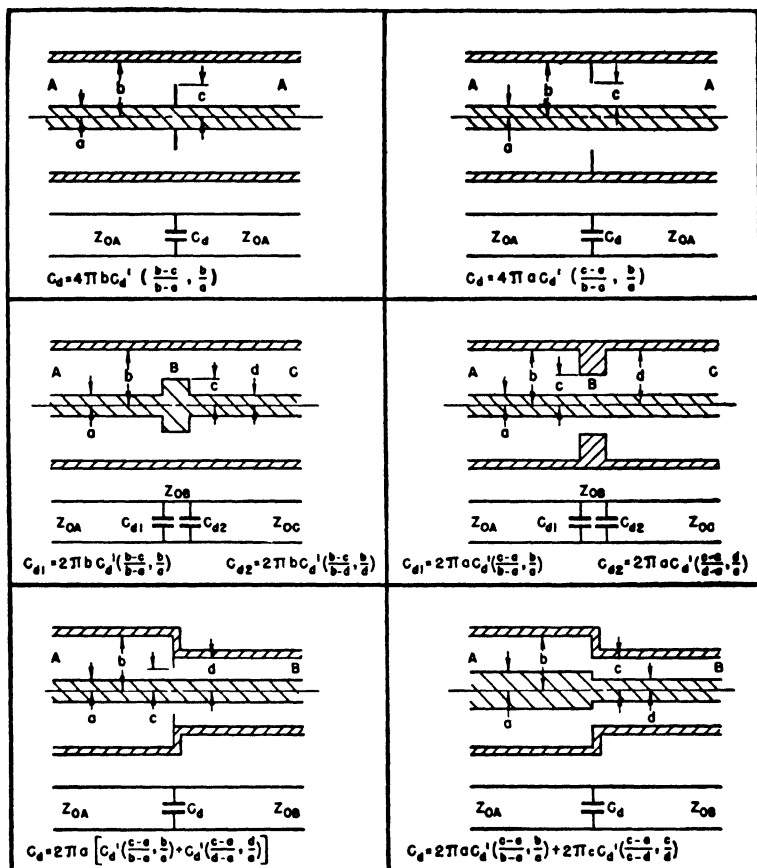 A b c A
a
Z_OA C_d Z_OA
C_d = 4π b C_d' ( (b-c)/(b-a) , b/a )
A b c A
a
Z_OA C_d Z_OA
C_d = 4π a C_d' ( (c-a)/(b-a) , b/a )
A b B c d C
a
Z_OB
Z_OA C_d1 C_d2 Z_OC
C_d1 = 2π b C_d' ( (b-c)/(b-a) , b/a ) C_d2 = 2π b C_d' ( (b-c)/(b-d) , b/d )
A b c B d C
a
Z_OB
Z_OA C_d1 C_d2 Z_OC
C_d1 = 2π a C_d' ( (c-a)/(b-a) , b/a ) C_d2 = 2π a C_d' ( (c-a)/(d-a) , d/a )
A b d B
a c
Z_OA C_d Z_OB
C_d = 2π a [ C_d' ( (c-a)/(b-a) , b/a ) + C_d' ( (c-a)/(d-a) , d/a ) ]
A b c B
a d
Z_OA C_d Z_OB
C_d = 2π a C_d' ( (c-a)/(b-a) , b/a ) + 2π c C_d' ( (c-a)/(c-d) , c/d )